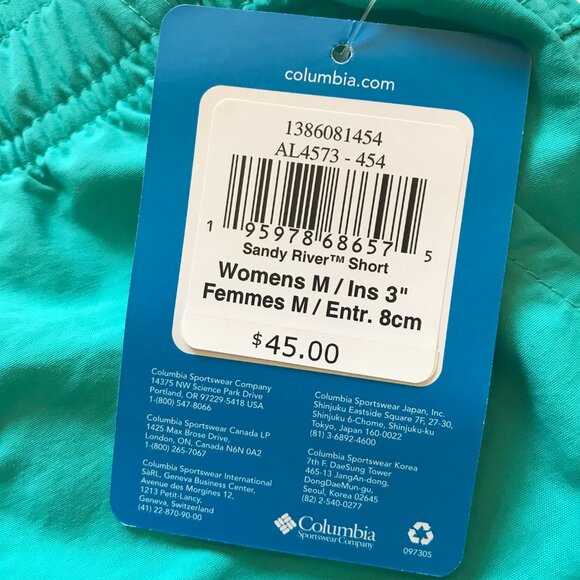 columbia.com
1386081454
AL4573 - 454
1 95978 68657 5
Sandy River™ Short
Womens M / Ins 3"
Femmes M / Entr. 8cm
$45.00
Columbia Sportswear Company
14375 NW Science Park Drive
Portland, OR 97229-5418 USA
1-(800) 547-8066
Columbia Sportswear Canada LP
1425 Max Brose Drive,
London, ON, Canada N6N 0A2
1-(800) 265-7067
Columbia Sportswear International
SàRL, Geneva Business Center,
Avenue des Morgines 12,
1213 Petit-Lancy,
Geneva, Switzerland
(41) 22-870-90-00
Columbia Sportswear Japan, Inc.
Shinjuku Eastside Square 7F, 27-30,
Shinjuku 6-Chome, Shinjuku-ku
Tokyo, Japan 160-0022
(81) 3-6892-4600
Columbia Sportswear Korea
7th F. DaeSung Tower
465-13 JangAn-dong,
DongDaeMun-gu,
Seoul, Korea 02645
(82) 2-540-0277
Columbia
Sportswear Company
097305